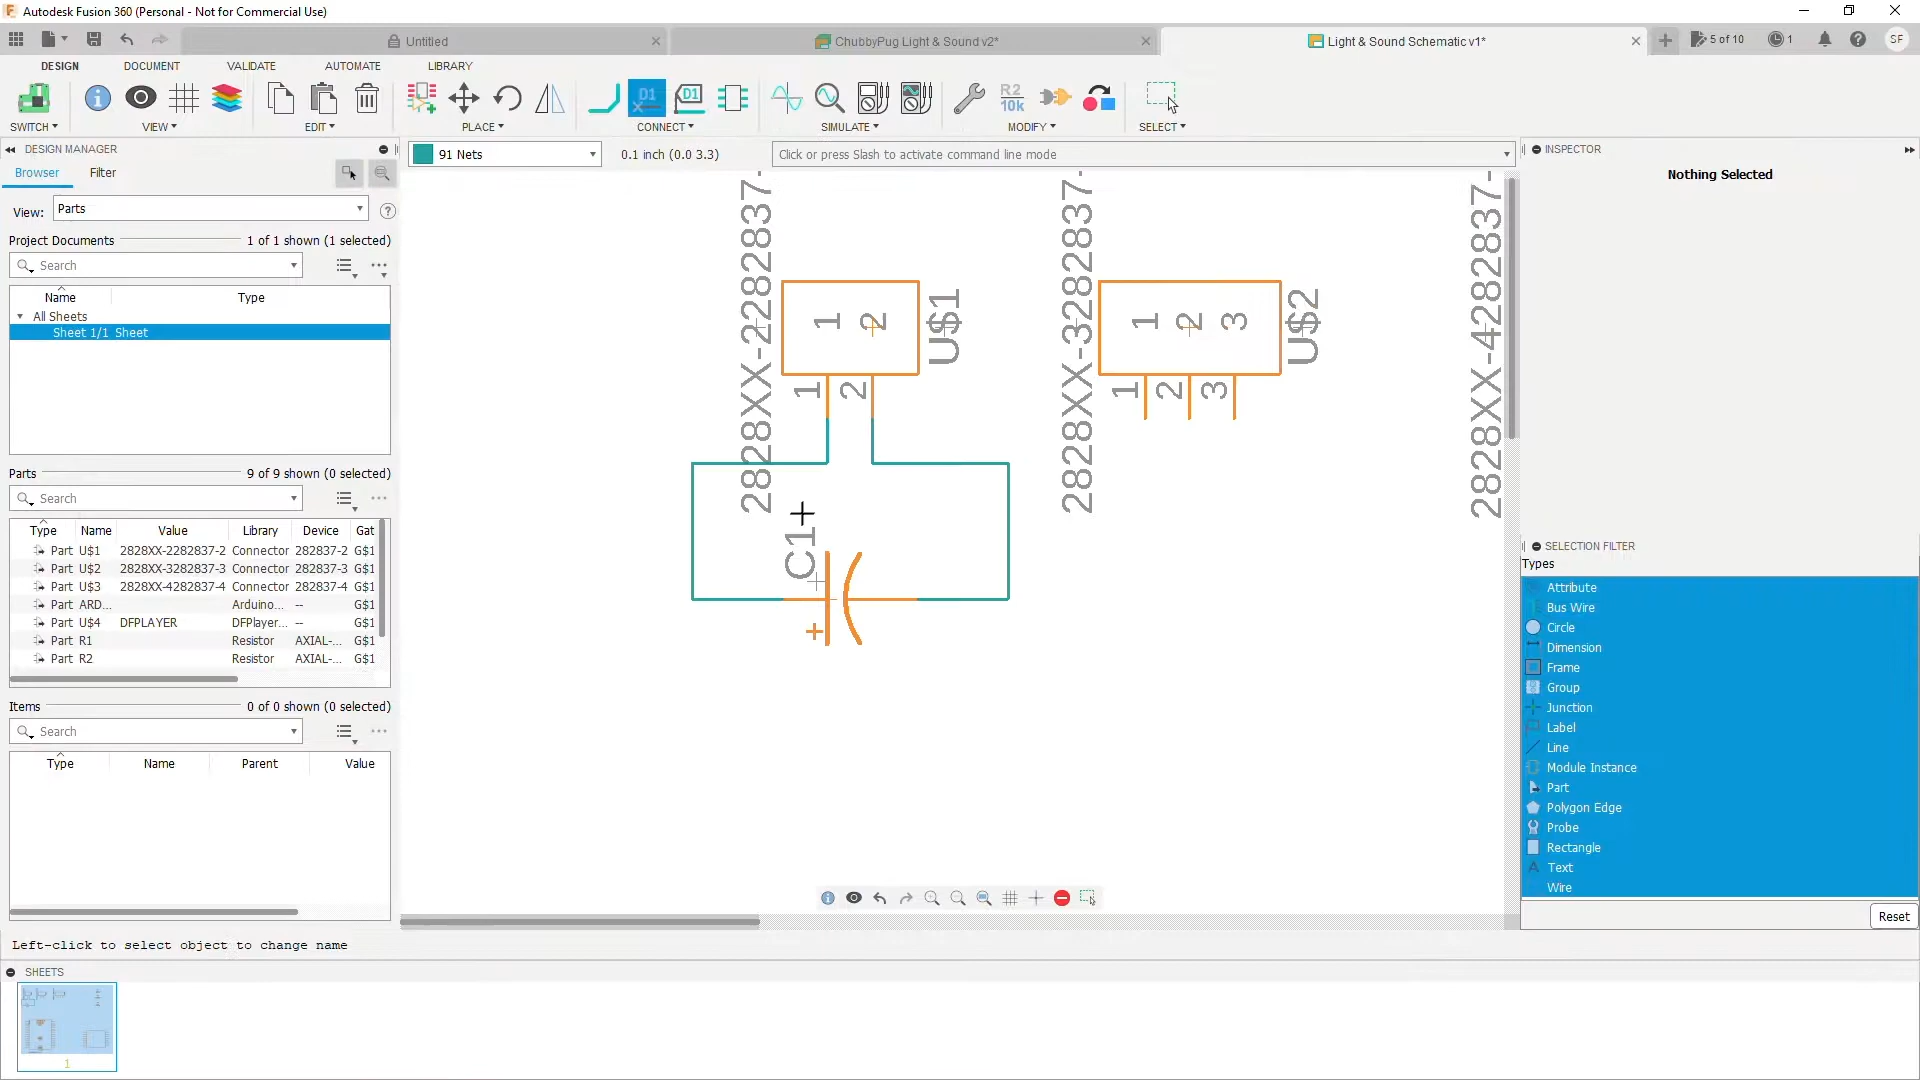 Autodesk Fusion 360 (Personal - Not for Commercial Use)
Untitled
ChubbyPug Light & Sound v2*
Light & Sound Schematic v1*
5 of 10
1
SF
DESIGN
DOCUMENT
VALIDATE
AUTOMATE
LIBRARY
D1
D1
R2
10k
SWITCH
VIEW
EDIT
PLACE
CONNECT
SIMULATE
MODIFY
SELECT
DESIGN MANAGER
91 Nets
0.1 inch (0.0 3.3)
Click or press Slash to activate command line mode
INSPECTOR
Nothing Selected
Browser
Filter
View:
Parts
Project Documents
1 of 1 shown (1 selected)
Search
Name
Type
All Sheets
Sheet 1/1 Sheet
Parts
9 of 9 shown (0 selected)
Search
Type Name Value Library Device Gat
Part U$1 2828XX-2282837-2 Connector 282837-2 G$1
Part U$2 2828XX-3282837-3 Connector 282837-3 G$1
Part U$3 2828XX-4282837-4 Connector 282837-4 G$1
Part ARD... Arduino... -- G$1
Part U$4 DFPLAYER DFPlayer... -- G$1
Part R1 Resistor AXIAL-... G$1
Part R2 Resistor AXIAL-... G$1
Items
0 of 0 shown (0 selected)
Search
Type Name Parent Value
2828XX-2282837-
1 2
1 2
U$1
2828XX-3282837-
1 2 3
1 2 3
U$2
2828XX-4282837-
C1
+
SELECTION FILTER
Types
Attribute
Bus Wire
Circle
Dimension
Frame
Group
Junction
Label
Line
Module Instance
Part
Polygon Edge
Probe
Rectangle
Text
Wire
Reset
Left-click to select object to change name
SHEETS
1